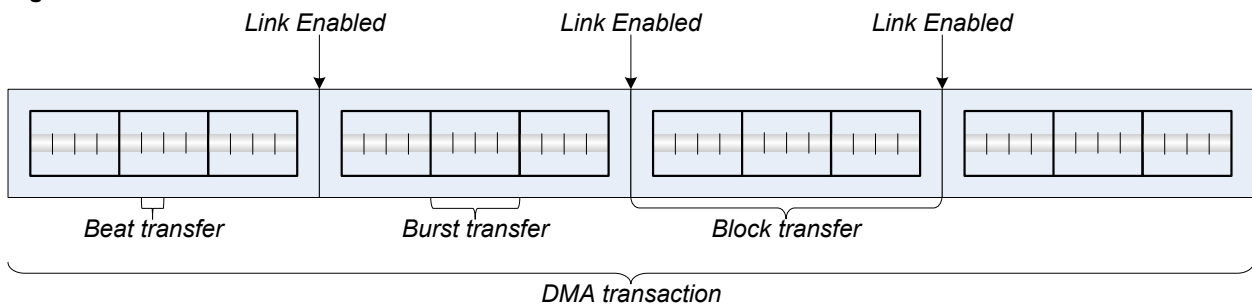 Link Enabled Link Enabled Link Enabled
Beat transfer Burst transfer Block transfer
DMA transaction